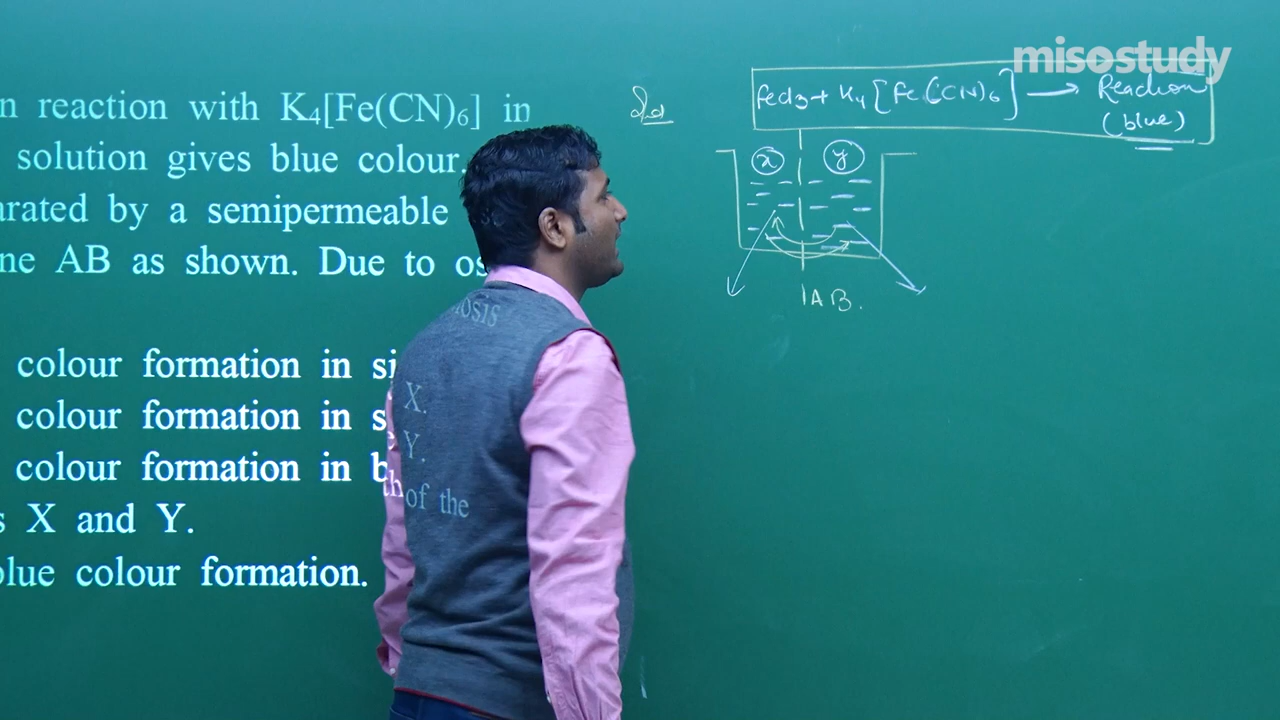 misostudy
n reaction with K₄[Fe(CN)₆] in
solution gives blue colour.
arated by a semipermeable
ne AB as shown. Due to osmosis
colour formation in si X.
colour formation in s Y.
colour formation in b th of the
s X and Y.
blue colour formation.
FeCl3 + K4 [Fe(CN)6] → Reaction
(blue)
x y
AB.